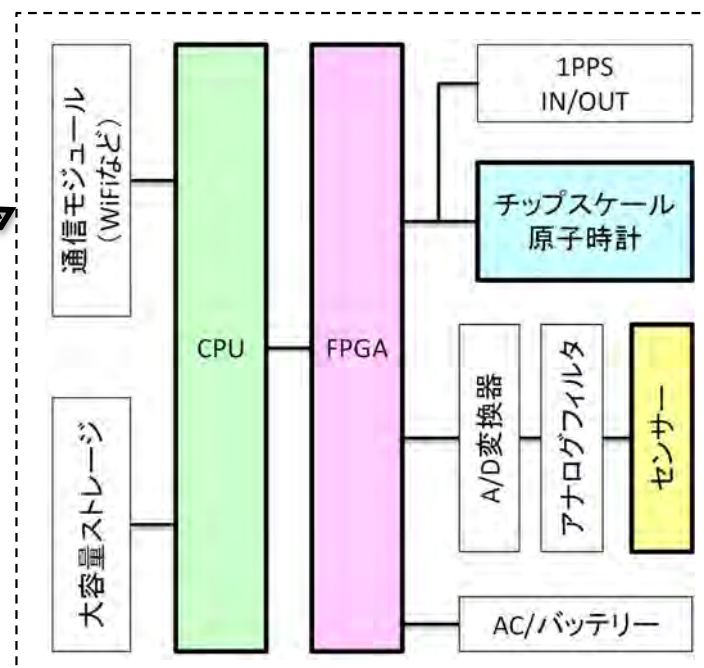 通信モジュール
（WiFiなど）
大容量ストレージ
CPU
FPGA
1PPS
IN/OUT
チップスケール
原子時計
A/D変換器
アナログフィルタ
センサー
AC/バッテリー